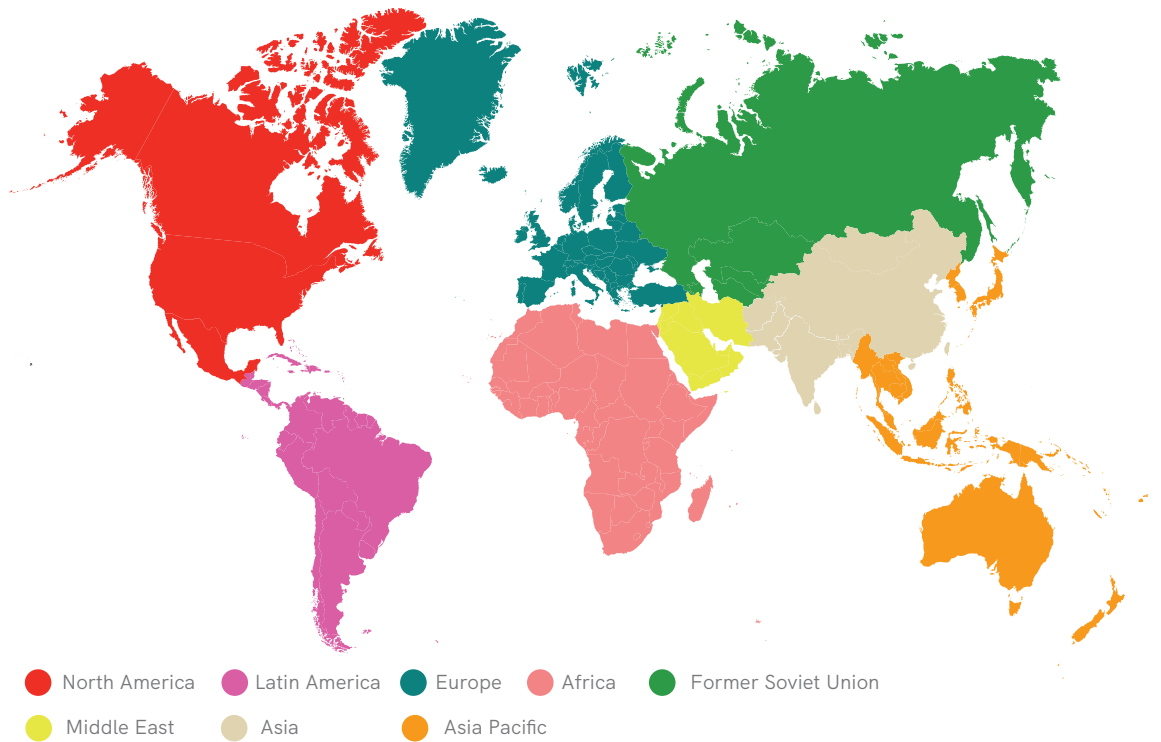 North America Latin America Europe Africa Former Soviet Union
Middle East Asia Asia Pacific